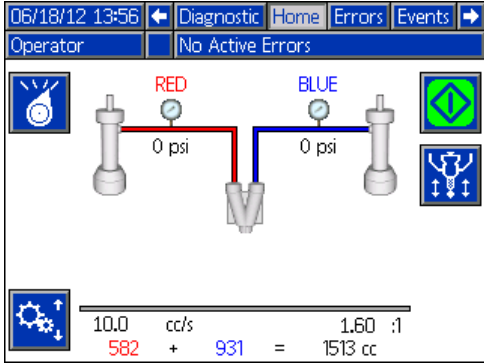 06/18/12 13:56 Diagnostic Home Errors Events
Operator No Active Errors
RED BLUE
0 psi 0 psi
10.0 cc/s 1.60 :1
582 + 931 = 1513 cc